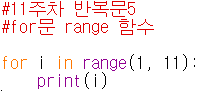 #11주차 반복문5
#for문 range 함수
for i in range(1, 11):
    print(i)